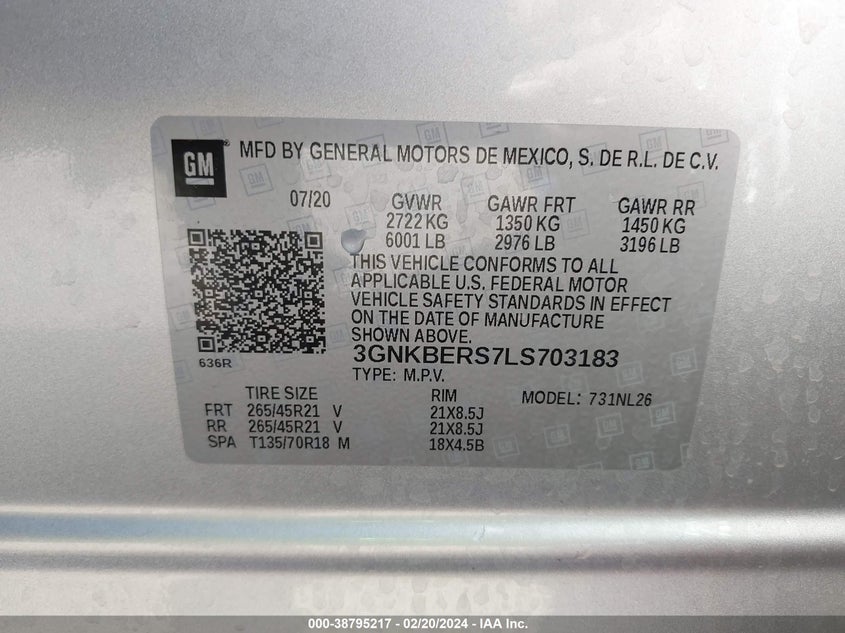 GM
MFD BY GENERAL MOTORS DE MEXICO, S. DE R.L. DE C.V.
07/20 GVWR GAWR FRT GAWR RR
2722 KG 1350 KG 1450 KG
6001 LB 2976 LB 3196 LB
THIS VEHICLE CONFORMS TO ALL
APPLICABLE U.S. FEDERAL MOTOR
VEHICLE SAFETY STANDARDS IN EFFECT
ON THE DATE OF MANUFACTURE
SHOWN ABOVE.
636R 3GNKBERS7LS703183
TYPE: M.P.V.
TIRE SIZE RIM MODEL: 731NL26
FRT 265/45R21 V 21X8.5J
RR 265/45R21 V 21X8.5J
SPA T135/70R18 M 18X4.5B
000-38795217 - 02/20/2024 - IAAI.com